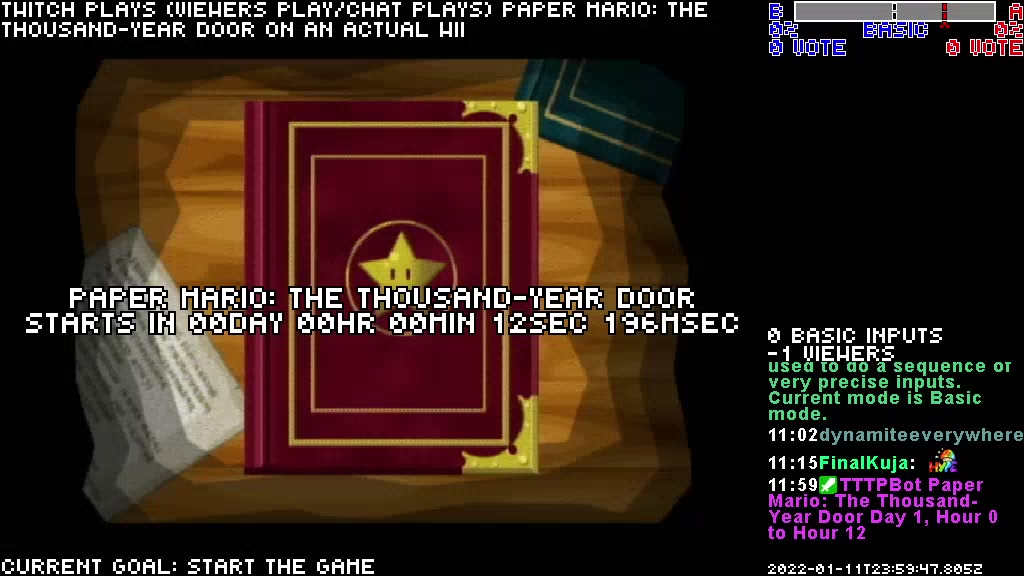 TWITCH PLAYS (VIEWERS PLAY/CHAT PLAYS) PAPER MARIO: THE
THOUSAND-YEAR DOOR ON AN ACTUAL WII
B
A
0%
BASIC
0%
0 VOTE
0 VOTE
PAPER MARIO: THE THOUSAND-YEAR DOOR
STARTS IN 00DAY 00HR 00MIN 12SEC 196MSEC
0 BASIC INPUTS
-1 VIEWERS
used to do a sequence of
very precise inputs.
Current mode is Basic
mode.
11:02dynamiteeverywhere
11:15FinalKuja: HYPE
11:59TTTPBot Paper
Mario: The Thousand-
Year Door Day 1, Hour 0
to Hour 12
CURRENT GOAL: START THE GAME
2022-01-11T23:59:47.805Z